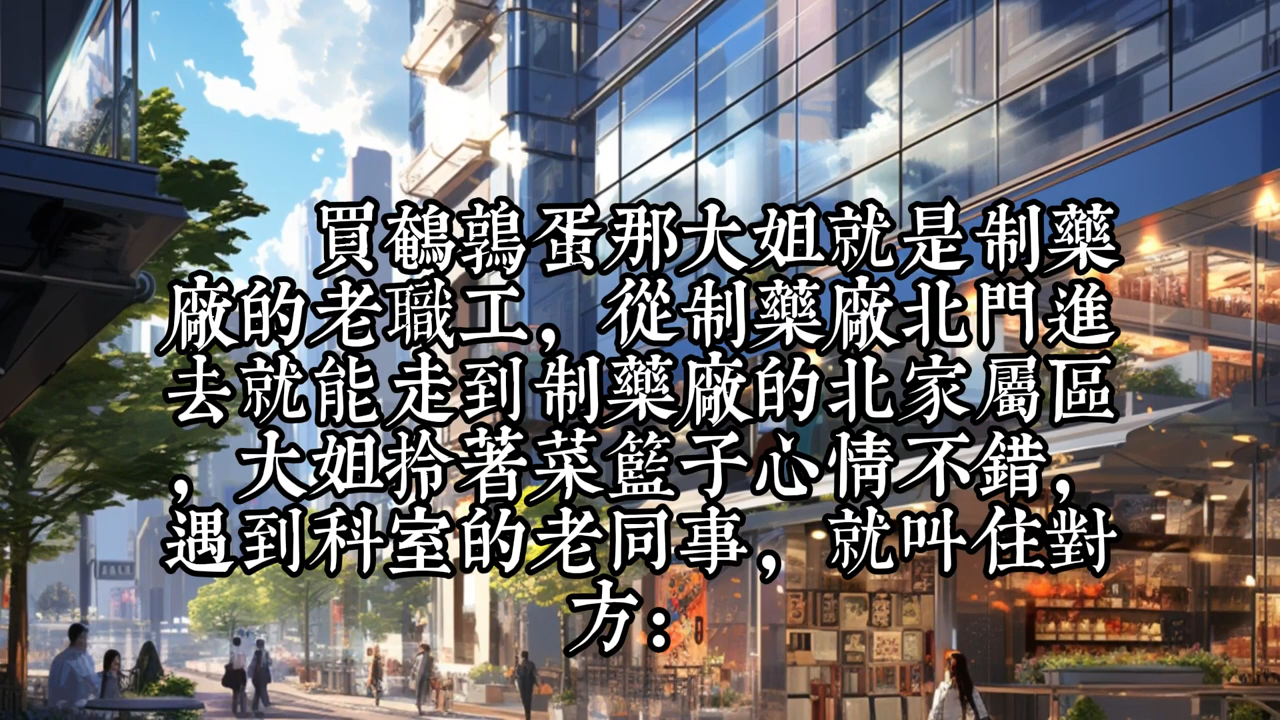 買鵪鶉蛋那大姐就是制藥
廠的老職工，從制藥廠北門進
去就能走到制藥廠的北家屬區
，大姐拎著菜籃子心情不錯，
遇到科室的老同事，就叫住對
方：